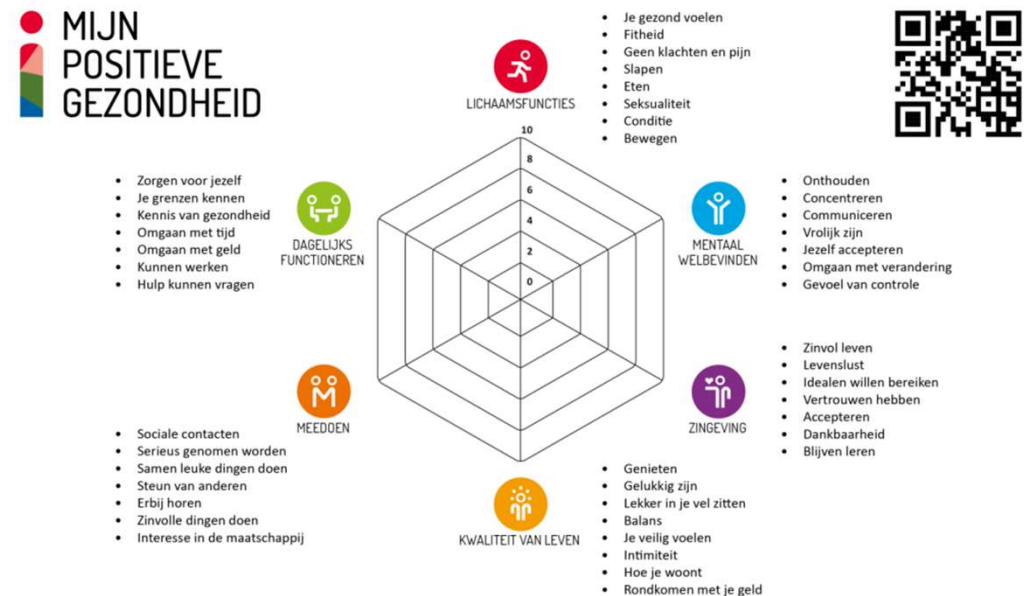 MIJN
POSITIEVE
GEZONDHEID
LICHAAMSFUNCTIES
• Je gezond voelen
• Fitheid
• Geen klachten en pijn
• Slapen
• Eten
• Seksualiteit
• Conditie
• Bewegen
10
8
6
4
2
0
• Zorgen voor jezelf
• Je grenzen kennen
• Kennis van gezondheid
• Omgaan met tijd
• Omgaan met geld
• Kunnen werken
• Hulp kunnen vragen
DAGELIJKS
FUNCTIONEREN
MENTAAL
WELBEVINDEN
• Onthouden
• Concentreren
• Communiceren
• Vrolijk zijn
• Jezelf accepteren
• Omgaan met verandering
• Gevoel van controle
MEEDOEN
• Sociale contacten
• Serieus genomen worden
• Samen leuke dingen doen
• Steun van anderen
• Erbij horen
• Zinvolle dingen doen
• Interesse in de maatschappij
ZINGEVING
• Zinvol leven
• Levenslust
• Idealen willen bereiken
• Vertrouwen hebben
• Accepteren
• Dankbaarheid
• Blijven leren
KWALITEIT VAN LEVEN
• Genieten
• Gelukkig zijn
• Lekker in je vel zitten
• Balans
• Je veilig voelen
• Intimiteit
• Hoe je woont
• Rondkomen met je geld